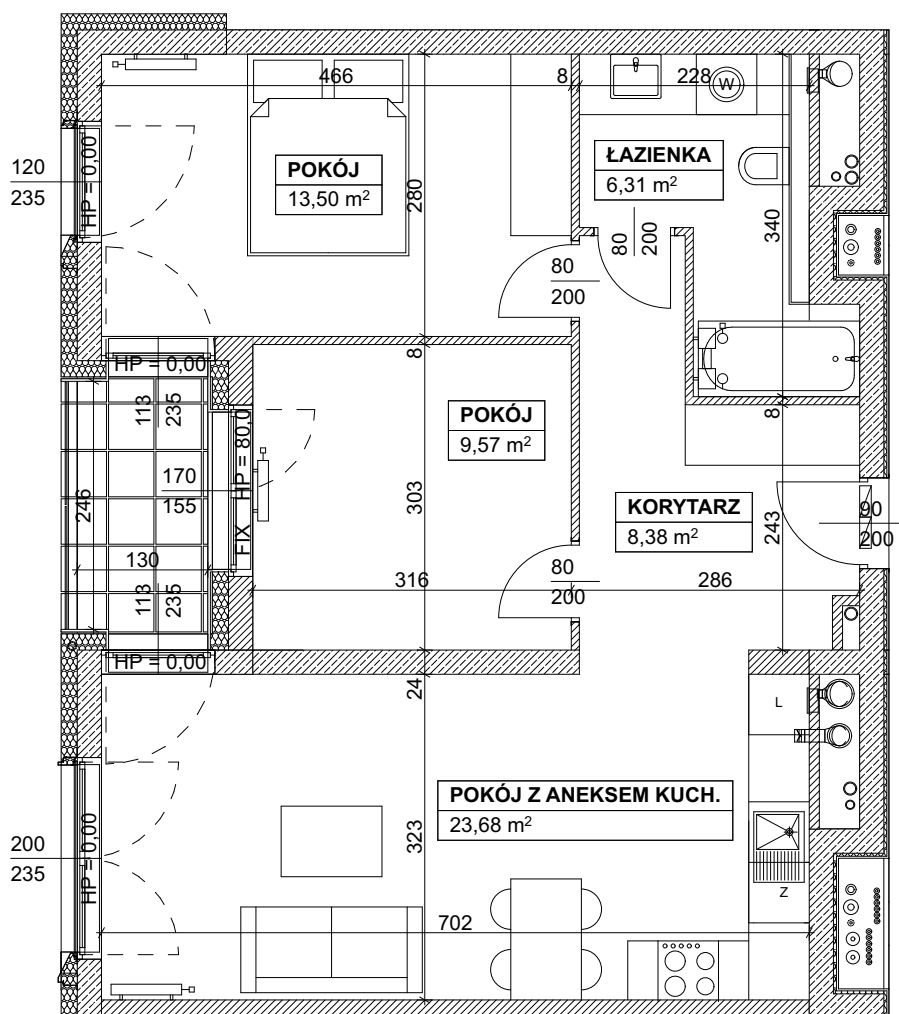 466
8
228
W
POKÓJ
13,50 m²
ŁAZIENKA
6,31 m²
120
235
HP = 0,00
280
80
200
340
80
200
HP = 0,00
8
113
235
POKÓJ
9,57 m²
8
246
170
155
FIX HP = 80,0
303
KORYTARZ
8,38 m²
243
90
200
130
316
80
200
286
113
235
HP = 0,00
24
L
POKÓJ Z ANEKSEM KUCH.
23,68 m²
200
235
HP = 0,00
323
Z
702